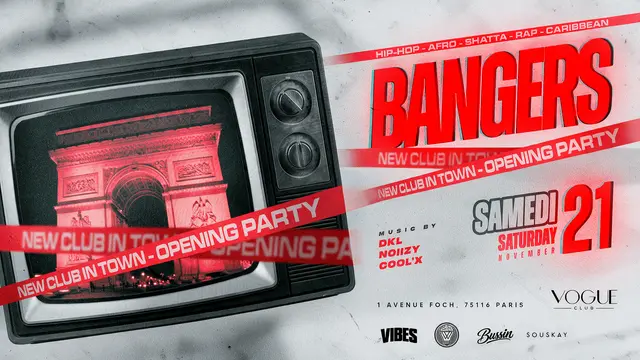 HIP-HOP - AFRO - SHATTA - RAP - CARIBBEAN
BANGERS
NEW CLUB IN TOWN - OPENING PARTY
NEW CLUB IN TOWN - OPENING PARTY
NEW CLUB IN TOWN - OPENING PARTY
NEW CLUB IN TOWN - OPENING PARTY
MUSIC BY
DKL
NOIIZY
COOL'X
SAMEDI
SATURDAY
NOVEMBER
21
1 AVENUE FOCH, 75116 PARIS
VOGUE
CLUB
VIBES
Bussin
SOUSKAY